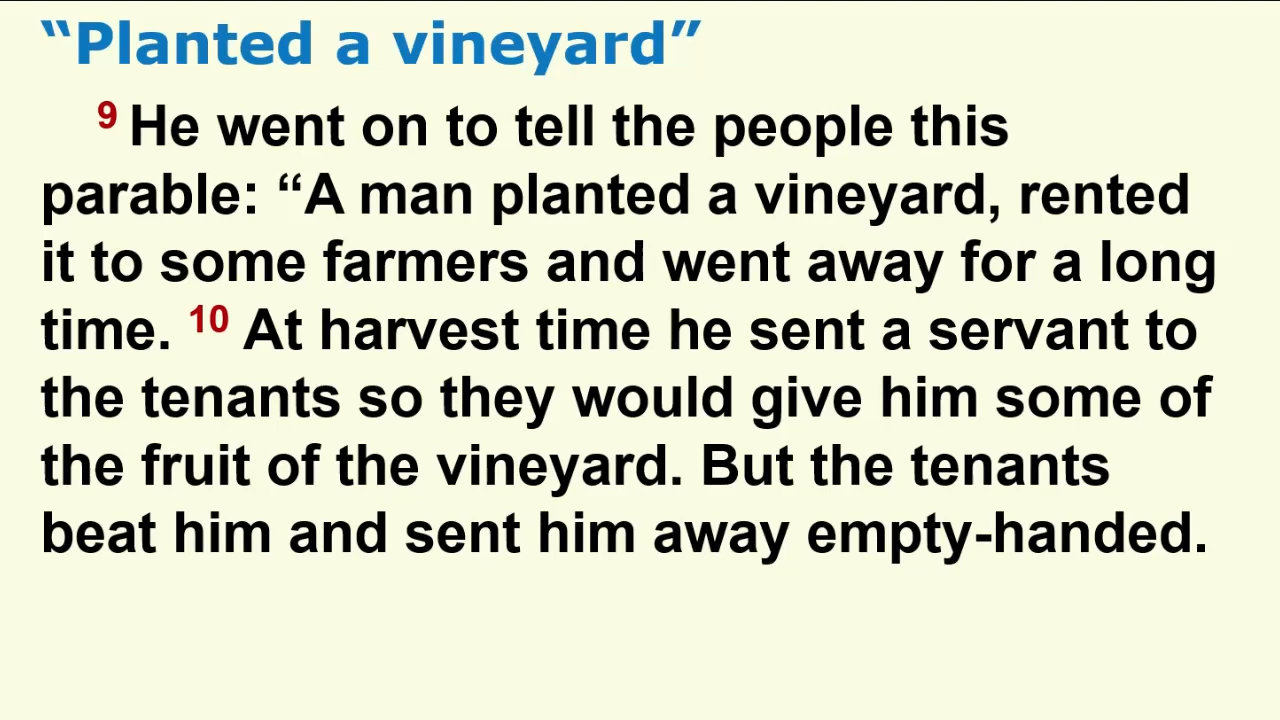 “Planted a vineyard”
9 He went on to tell the people this
parable: “A man planted a vineyard, rented
it to some farmers and went away for a long
time. 10 At harvest time he sent a servant to
the tenants so they would give him some of
the fruit of the vineyard. But the tenants
beat him and sent him away empty-handed.